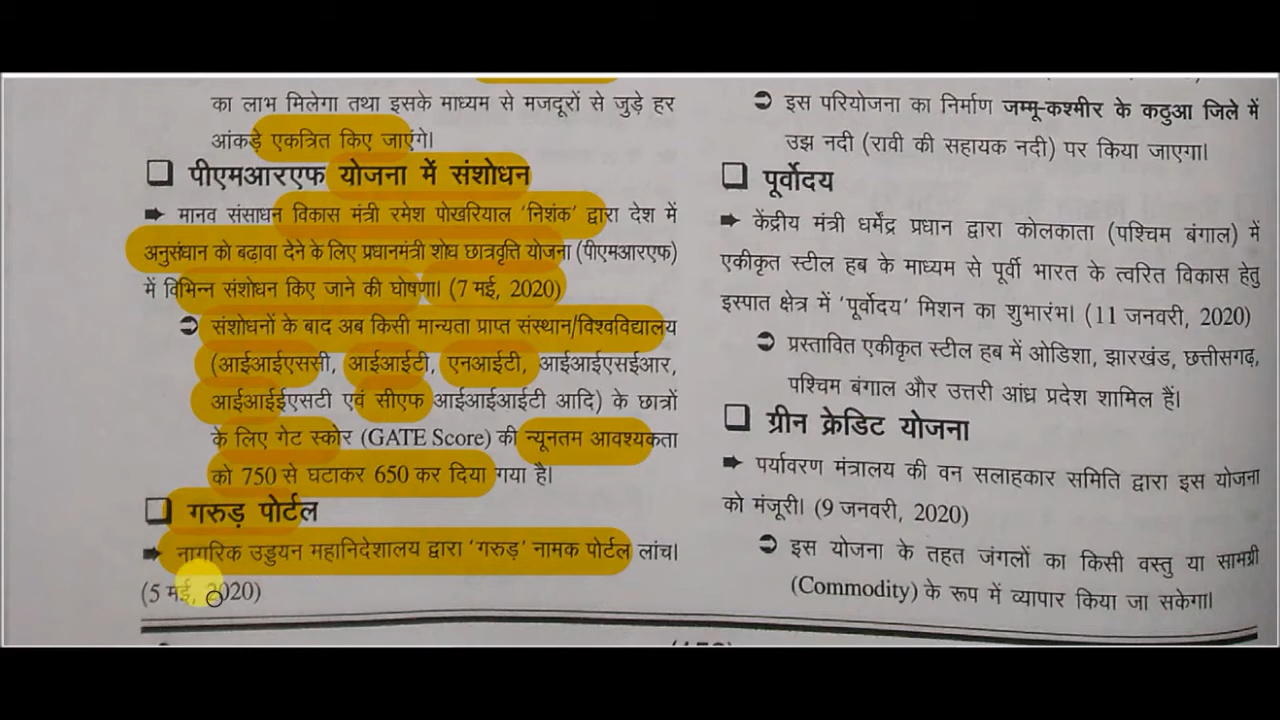 का लाभ मिलेगा तथा इसके माध्यम से मजदूरों से जुड़े हर
आंकड़े एकत्रित किए जाएंगे।
❑ पीएमआरएफ योजना में संशोधन
➨ मानव संसाधन विकास मंत्री रमेश पोखरियाल 'निशंक' द्वारा देश में
अनुसंधान को बढ़ावा देने के लिए प्रधानमंत्री शोध छात्रवृत्ति योजना (पीएमआरएफ)
में विभिन्न संशोधन किए जाने की घोषणा। (7 मई, 2020)
➲ संशोधनों के बाद अब किसी मान्यता प्राप्त संस्थान/विश्वविद्यालय
(आईआईएससी, आईआईटी, एनआईटी, आईआईएसईआर,
आईआईईएसटी एवं सीएफ आईआईआईटी आदि) के छात्रों
के लिए गेट स्कोर (GATE Score) की न्यूनतम आवश्यकता
को 750 से घटाकर 650 कर दिया गया है।
❑ गरुड़ पोर्टल
➨ नागरिक उड्डयन महानिदेशालय द्वारा 'गरुड़' नामक पोर्टल लांच।
(5 मई, 2020)
➲ इस परियोजना का निर्माण जम्मू-कश्मीर के कठुआ जिले में
उझ नदी (रावी की सहायक नदी) पर किया जाएगा।
❑ पूर्वोदय
➨ केंद्रीय मंत्री धर्मेंद्र प्रधान द्वारा कोलकाता (पश्चिम बंगाल) में
एकीकृत स्टील हब के माध्यम से पूर्वी भारत के त्वरित विकास हेतु
इस्पात क्षेत्र में 'पूर्वोदय' मिशन का शुभारंभ। (11 जनवरी, 2020)
➲ प्रस्तावित एकीकृत स्टील हब में ओडिशा, झारखंड, छत्तीसगढ़,
पश्चिम बंगाल और उत्तरी आंध्र प्रदेश शामिल हैं।
❑ ग्रीन क्रेडिट योजना
➨ पर्यावरण मंत्रालय की वन सलाहकार समिति द्वारा इस योजना
को मंजूरी। (9 जनवरी, 2020)
➲ इस योजना के तहत जंगलों का किसी वस्तु या सामग्री
(Commodity) के रूप में व्यापार किया जा सकेगा।